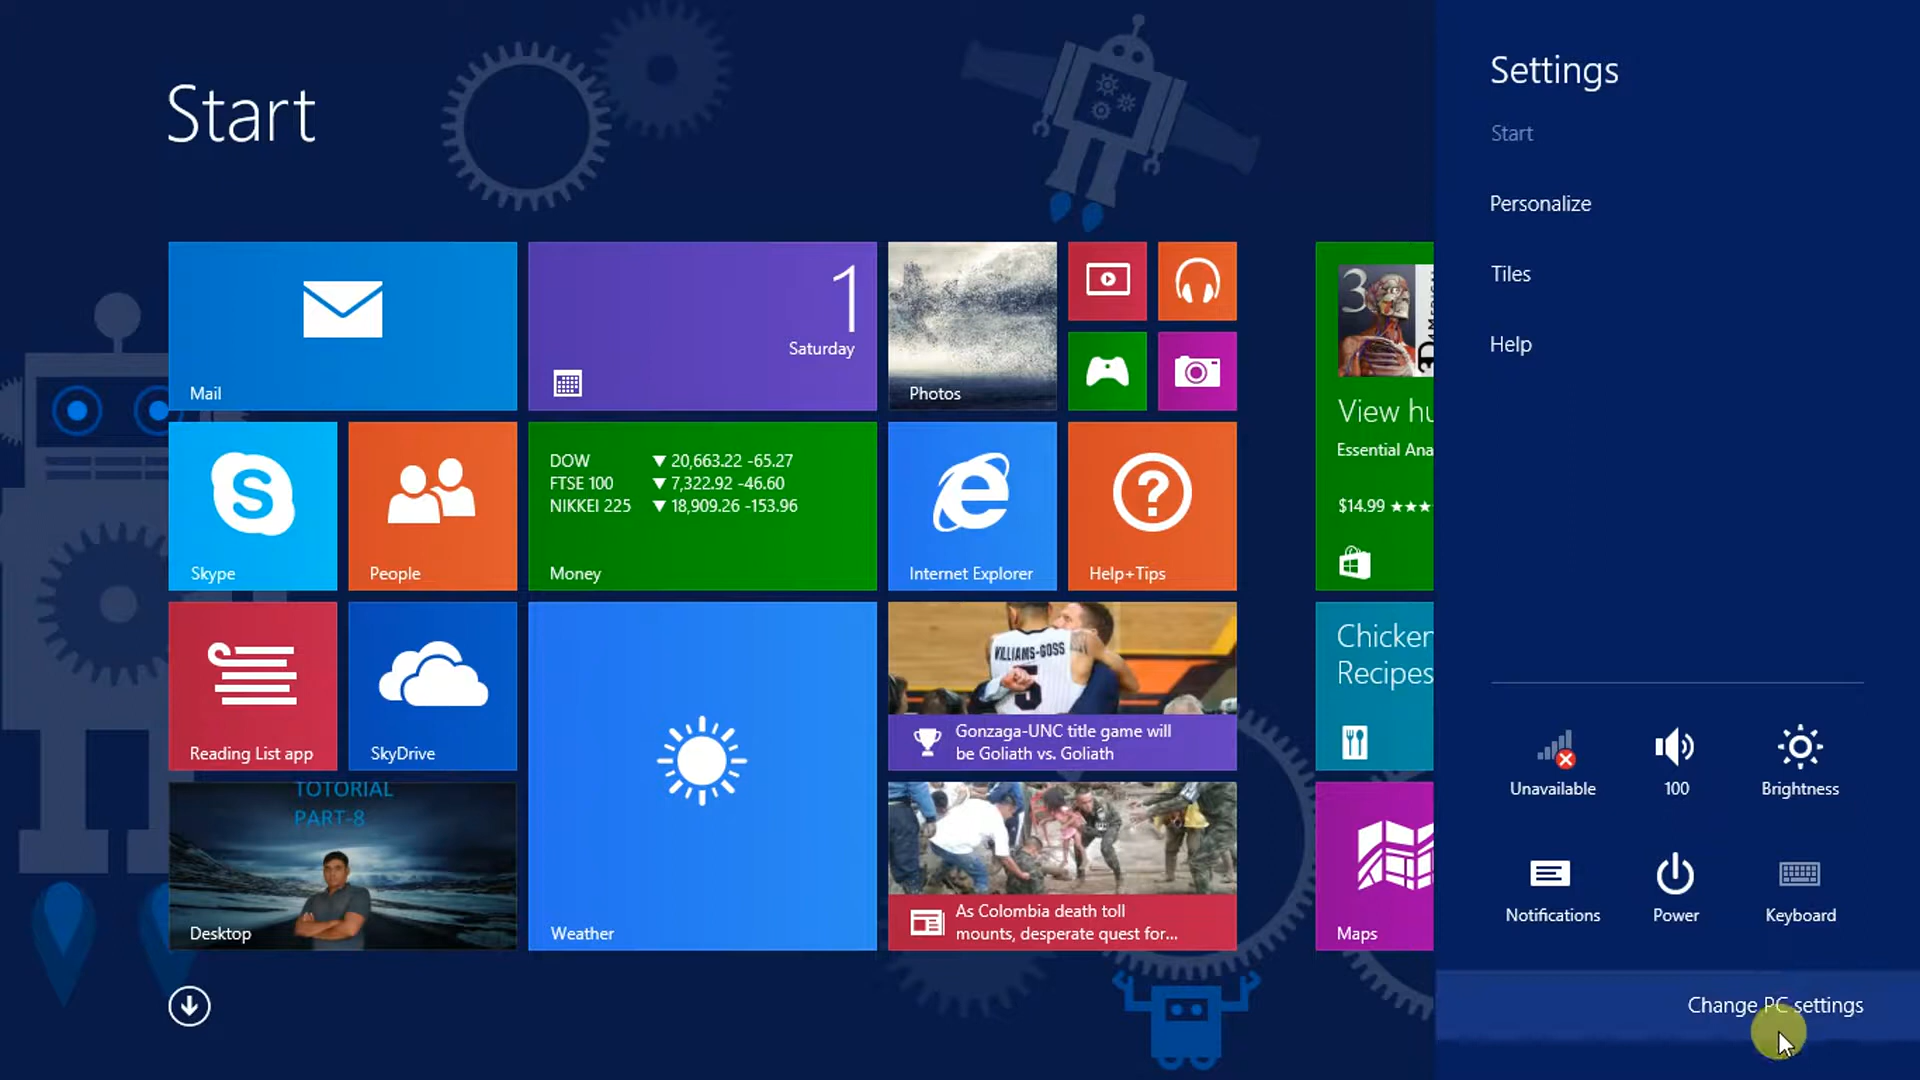 Start
Mail
1
Saturday
Photos
Skype
People
DOW ▼ 20,663.22 -65.27
FTSE 100 ▼ 7,322.92 -46.60
NIKKEI 225 ▼ 18,909.26 -153.96
Money
Internet Explorer
Help+Tips
Reading List app
SkyDrive
TOTORIAL
PART-8
Desktop
Weather
WILLIAMS-GOSS
5
Gonzaga-UNC title game will
be Goliath vs. Goliath
As Colombia death toll
mounts, desperate quest for...
3
View hu
Essential Ana
$14.99 ★★★
Chicken
Recipes
Maps
Settings
Start
Personalize
Tiles
Help
Unavailable
100
Brightness
Notifications
Power
Keyboard
Change PC settings